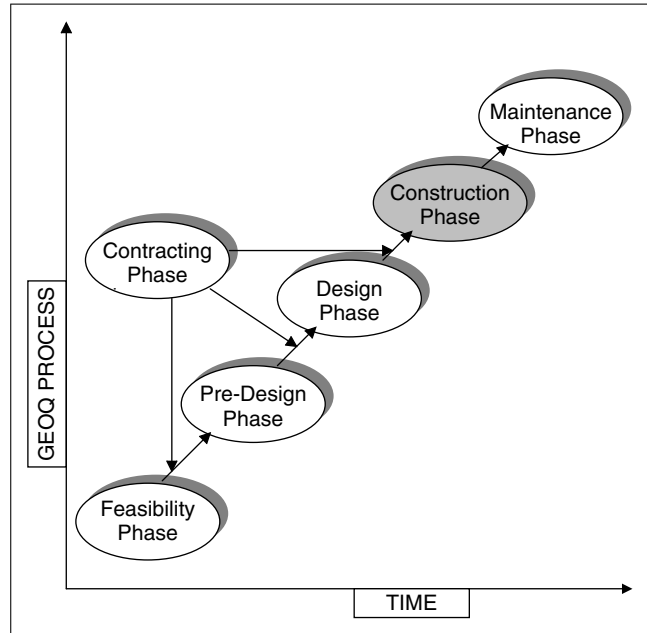 Maintenance
Phase
Construction
Phase
Contracting
Phase
Design
Phase
Pre-Design
Phase
Feasibility
Phase
GEOQ PROCESS
TIME